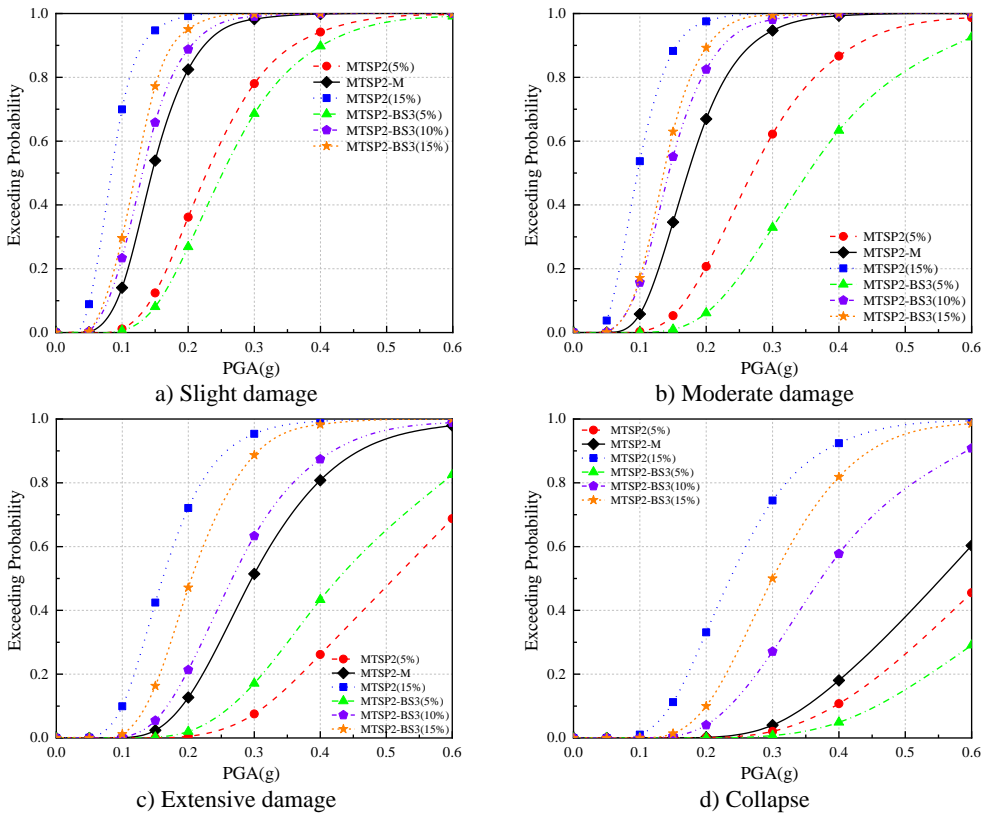 1.0
0.8
0.6
0.4
0.2
0.0
Exceeding Probability
MTSP2(5%)
MTSP2-M
MTSP2(15%)
MTSP2-BS3(5%)
MTSP2-BS3(10%)
MTSP2-BS3(15%)
0.0 0.1 0.2 0.3 0.4 0.5 0.6
PGA(g)
a) Slight damage
1.0
0.8
0.6
0.4
0.2
0.0
Exceeding Probability
MTSP2(5%)
MTSP2-M
MTSP2(15%)
MTSP2-BS3(5%)
MTSP2-BS3(10%)
MTSP2-BS3(15%)
0.0 0.1 0.2 0.3 0.4 0.5 0.6
PGA(g)
b) Moderate damage
1.0
0.8
0.6
0.4
0.2
0.0
Exceeding Probability
MTSP2(5%)
MTSP2-M
MTSP2(15%)
MTSP2-BS3(5%)
MTSP2-BS3(10%)
MTSP2-BS3(15%)
0.0 0.1 0.2 0.3 0.4 0.5 0.6
PGA(g)
c) Extensive damage
1.0
0.8
0.6
0.4
0.2
0.0
Exceeding Probability
MTSP2(5%)
MTSP2-M
MTSP2(15%)
MTSP2-BS3(5%)
MTSP2-BS3(10%)
MTSP2-BS3(15%)
0.0 0.1 0.2 0.3 0.4 0.5 0.6
PGA(g)
d) Collapse